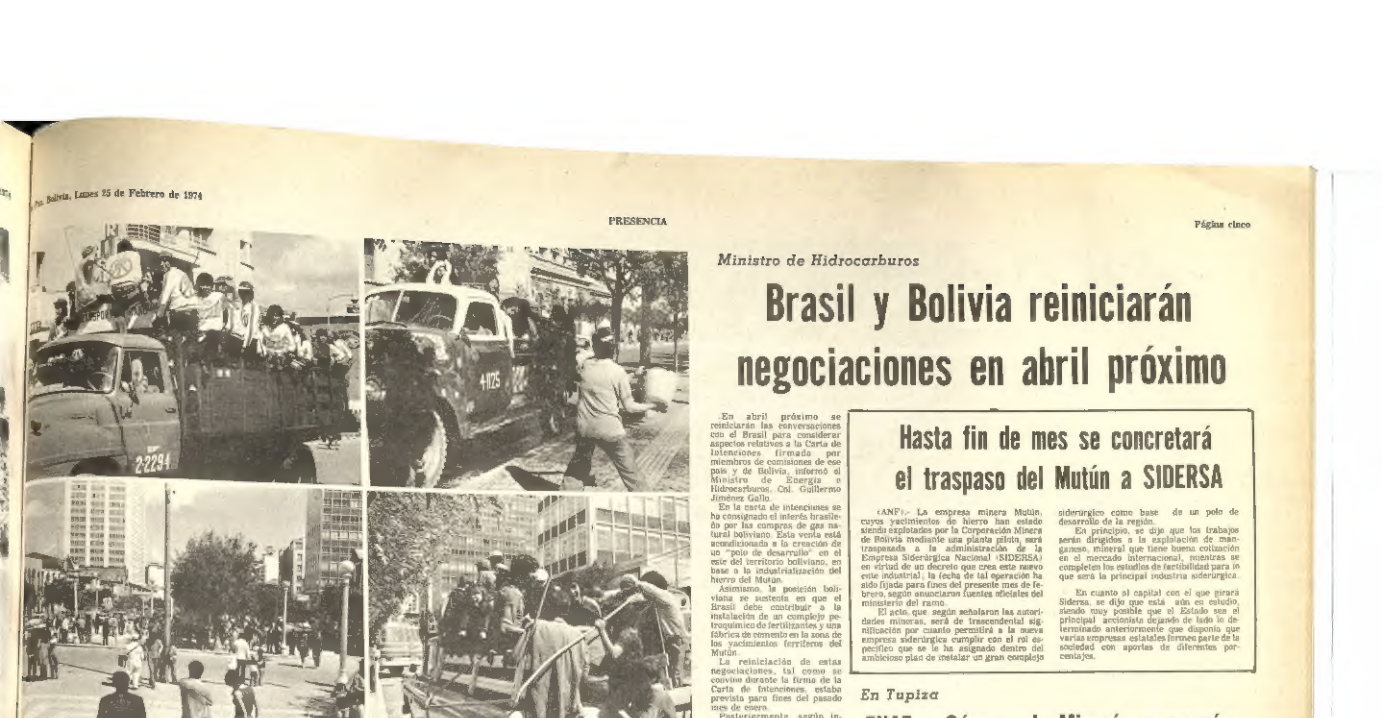 Bolivia, Lunes 25 de Febrero de 1974
PRESENCIA
Página cinco
2-2294
4-1125
Ministro de Hidrocarburos
Brasil y Bolivia reiniciarán
negociaciones en abril próximo
En abril próximo se
reiniciarán las conversaciones
con el Brasil para considerar
aspectos relativos a la Carta de
Intenciones firmada por
miembros de comisiones de ese
país y de Bolivia, informó el
Ministro de Energía e
Hidrocarburos, Cnl. Guillermo
Jiménez Gallo.
En la carta de intenciones se
ha consignado el interés brasile-
ño por las compras de gas na-
tural boliviano. Esta venta está
acondicionado a la creación de
un "polo de desarrollo" en el
este del territorio boliviano, en
base a la industrialización del
hierro del Mutún.
Asimismo, la posición boli-
viana se sustenta en que el
Brasil debe contribuir a la
instalación de un complejo pe-
troquímico de fertilizantes y una
fábrica de cemento en la zona de
los yacimientos ferríferos del
Mutún.
La reiniciación de estas
negociaciones, tal como se
convino durante la firma de la
Carta de Intenciones, estaba
prevista para fines del pasado
mes de enero.
Posteriormente, según in-
Hasta fin de mes se concretará
el traspaso del Mutún a SIDERSA
(ANF).- La empresa minera Mutún,
cuyos yacimientos de hierro han estado
siendo explotados por la Corporación Minera
de Bolivia mediante una planta piloto, será
traspasada a la administración de la
Empresa Siderúrgica Nacional (SIDERSA)
en virtud de un decreto que crea este nuevo
ente industrial; la fecha de tal operación ha
sido fijada para fines del presente mes de fe-
brero, según anunciaron fuentes oficiales del
ministerio del ramo.
El acto, que según señalaron las autori-
dades mineras, será de trascendental sig-
nificación por cuanto permitirá a la nueva
empresa siderúrgica cumplir con el rol es-
pecífico que se le ha asignado dentro del
ambicioso plan de instalar un gran complejo
siderúrgico como base de un polo de
desarrollo de la región.
En principio, se dijo que los trabajos
serán dirigidos a la explotación de man-
ganeso, mineral que tiene buena cotización
en el mercado internacional, mientras se
completen los estudios de factibilidad para lo
que será la principal industria siderúrgica.
En cuanto al capital con el que girará
Sidersa, se dijo que está aún en estudio,
siendo muy posible que el Estado sea el
principal accionista dejando de lado lo de-
terminado anteriormente que disponía que
varias empresas estatales formen parte de la
sociedad con aportes de diferentes por-
centajes.
En Tupiza